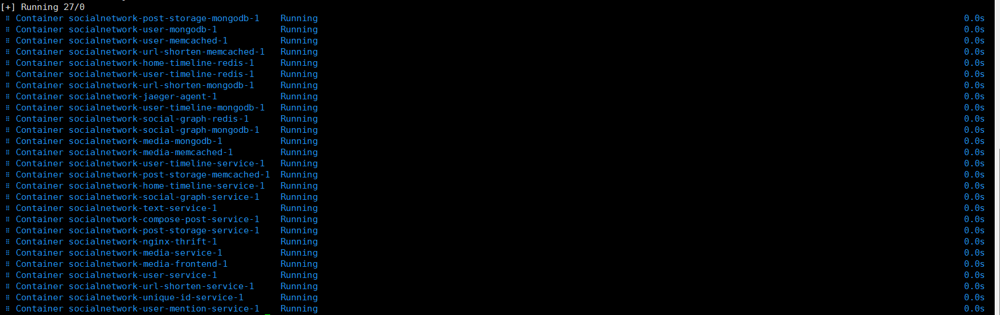 [+] Running 27/0
⠿ Container socialnetwork-post-storage-mongodb-1 Running 0.0s
⠿ Container socialnetwork-user-mongodb-1 Running 0.0s
⠿ Container socialnetwork-user-memcached-1 Running 0.0s
⠿ Container socialnetwork-url-shorten-memcached-1 Running 0.0s
⠿ Container socialnetwork-home-timeline-redis-1 Running 0.0s
⠿ Container socialnetwork-user-timeline-redis-1 Running 0.0s
⠿ Container socialnetwork-url-shorten-mongodb-1 Running 0.0s
⠿ Container socialnetwork-jaeger-agent-1 Running 0.0s
⠿ Container socialnetwork-user-timeline-mongodb-1 Running 0.0s
⠿ Container socialnetwork-social-graph-redis-1 Running 0.0s
⠿ Container socialnetwork-social-graph-mongodb-1 Running 0.0s
⠿ Container socialnetwork-media-mongodb-1 Running 0.0s
⠿ Container socialnetwork-media-memcached-1 Running 0.0s
⠿ Container socialnetwork-user-timeline-service-1 Running 0.0s
⠿ Container socialnetwork-post-storage-memcached-1 Running 0.0s
⠿ Container socialnetwork-home-timeline-service-1 Running 0.0s
⠿ Container socialnetwork-social-graph-service-1 Running 0.0s
⠿ Container socialnetwork-text-service-1 Running 0.0s
⠿ Container socialnetwork-compose-post-service-1 Running 0.0s
⠿ Container socialnetwork-post-storage-service-1 Running 0.0s
⠿ Container socialnetwork-nginx-thrift-1 Running 0.0s
⠿ Container socialnetwork-media-service-1 Running 0.0s
⠿ Container socialnetwork-media-frontend-1 Running 0.0s
⠿ Container socialnetwork-user-service-1 Running 0.0s
⠿ Container socialnetwork-url-shorten-service-1 Running 0.0s
⠿ Container socialnetwork-unique-id-service-1 Running 0.0s
⠿ Container socialnetwork-user-mention-service-1 Running 0.0s